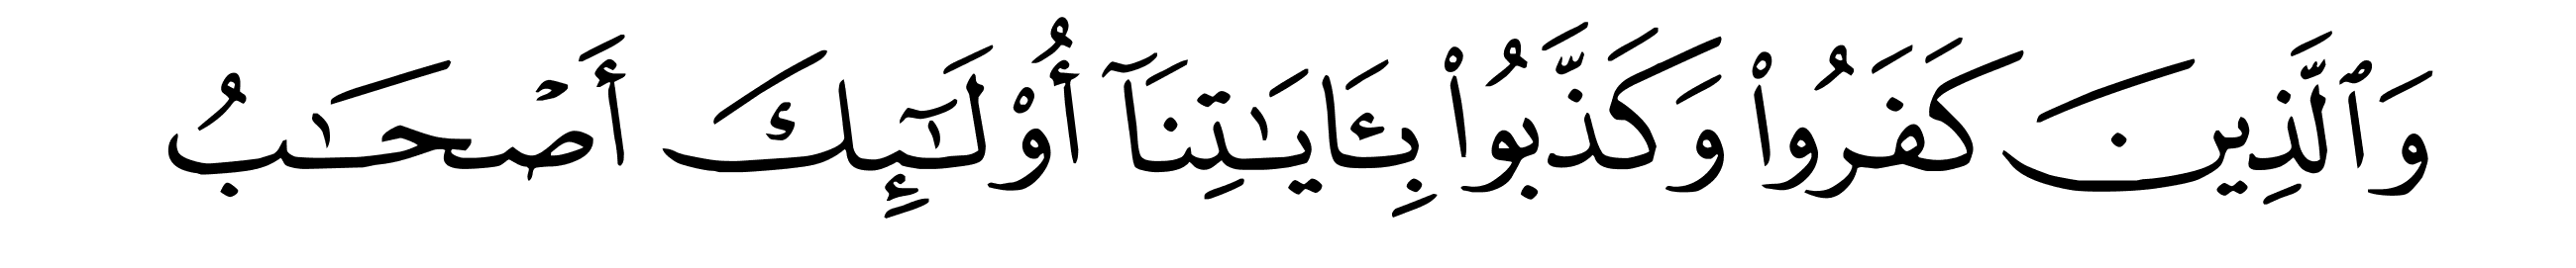 وَٱلَّذِينَ كَفَرُوا۟ وَكَذَّبُوا۟ بِـَٔايَـٰتِنَآ أُو۟لَـٰٓئِكَ أَصْحَـٰبُ